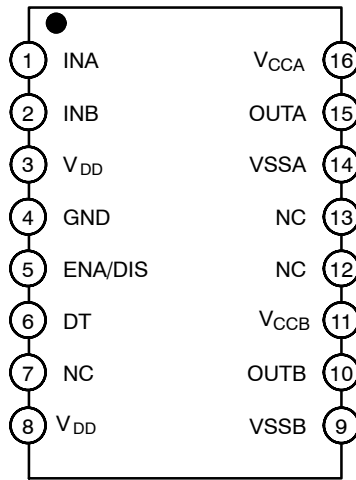 1 INA VCCA 16
2 INB OUTA 15
3 VDD VSSA 14
4 GND NC 13
5 ENA/DIS NC 12
6 DT VCCB 11
7 NC OUTB 10
8 VDD VSSB 9